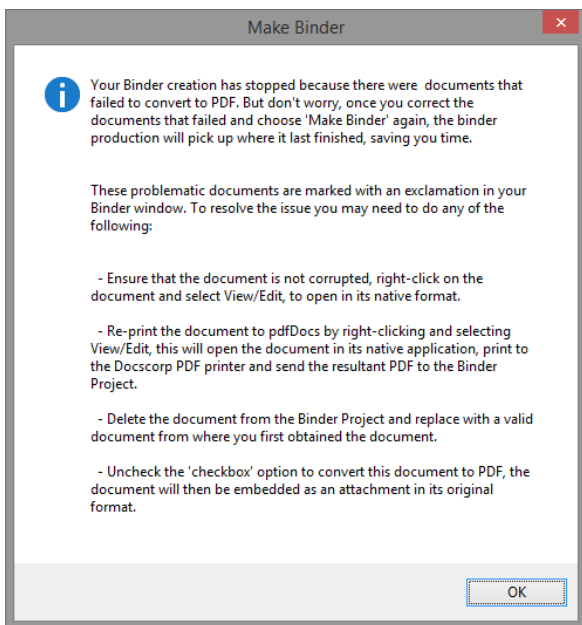 Make Binder
Your Binder creation has stopped because there were  documents that
failed to convert to PDF. But don't worry, once you correct the
documents that failed and choose 'Make Binder' again, the binder
production will pick up where it last finished, saving you time.
These problematic documents are marked with an exclamation in your
Binder window. To resolve the issue you may need to do any of the
following:
- Ensure that the document is not corrupted, right-click on the
document and select View/Edit, to open in its native format.
- Re-print the document to pdfDocs by right-clicking and selecting
View/Edit, this will open the document in its native application, print to
the Docscorp PDF printer and send the resultant PDF to the Binder
Project.
- Delete the document from the Binder Project and replace with a valid
document from where you first obtained the document.
- Uncheck the 'checkbox' option to convert this document to PDF, the
document will then be embedded as an attachment in its original
format.
OK